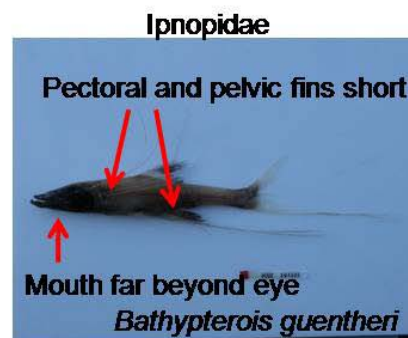 Ipnopidae
Pectoral and pelvic fins short
Mouth far beyond eye
Bathypterois guentheri